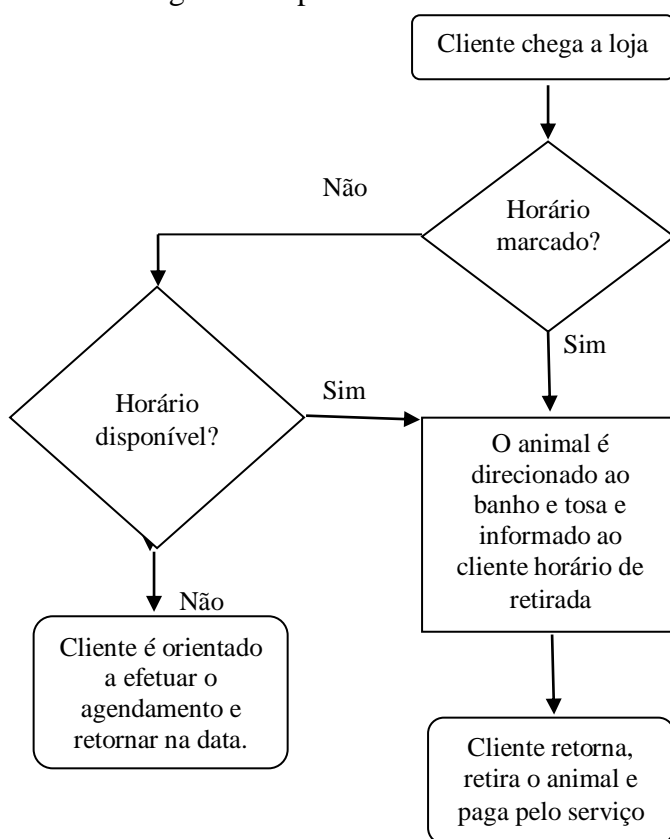 Cliente chega a loja
Não
Horário
marcado?
Sim
Horário
disponível?
Sim
O animal é
direcionado ao
banho e tosa e
informado ao
cliente horário de
retirada
Não
Cliente é orientado
a efetuar o
agendamento e
retornar na data.
Cliente retorna,
retira o animal e
paga pelo serviço